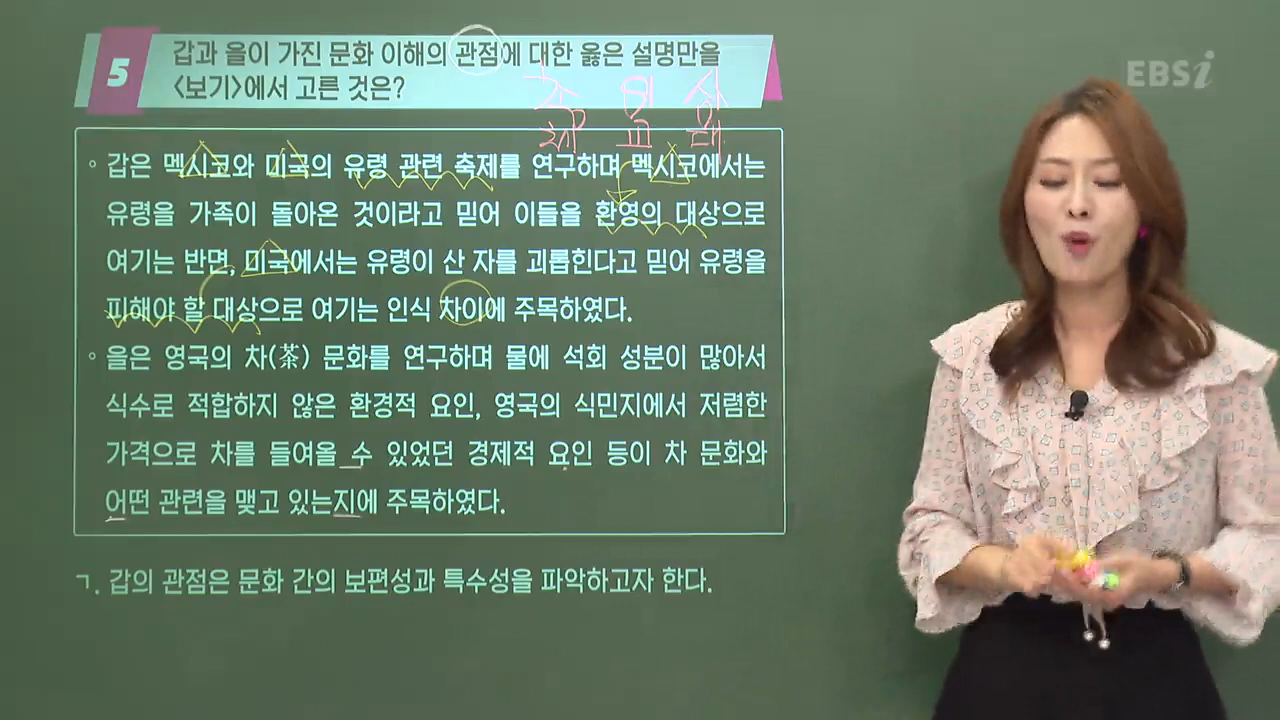 EBSi
5
갑과 을이 가진 문화 이해의 관점에 대한 옳은 설명만을
<보기>에서 고른 것은?
총 비 상
체 교 대
◦ 갑은 멕시코와 미국의 유령 관련 축제를 연구하며 멕시코에서는
유령을 가족이 돌아온 것이라고 믿어 이들을 환영의 대상으로
여기는 반면, 미국에서는 유령이 산 자를 괴롭힌다고 믿어 유령을
피해야 할 대상으로 여기는 인식 차이에 주목하였다.
◦ 을은 영국의 차(茶) 문화를 연구하며 물에 석회 성분이 많아서
식수로 적합하지 않은 환경적 요인, 영국의 식민지에서 저렴한
가격으로 차를 들여올 수 있었던 경제적 요인 등이 차 문화와
어떤 관련을 맺고 있는지에 주목하였다.
ㄱ. 갑의 관점은 문화 간의 보편성과 특수성을 파악하고자 한다.